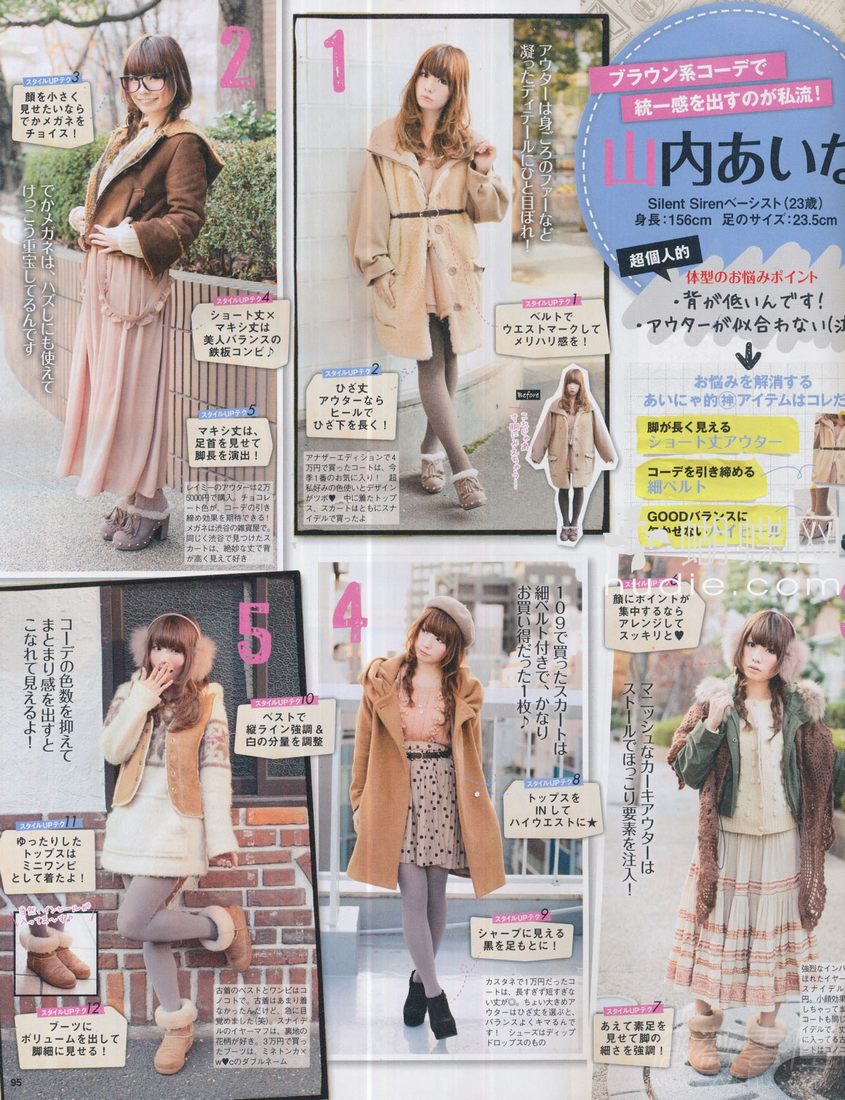 ブラウン系コーデで
統一感を出すのが私流！
山内あいな
Silent Sirenベーシスト（23歳）
身長：156cm 足のサイズ：23.5cm
超個人的
体型のお悩みポイント
・背が低いんです！
・アウターが似合わない(泣
お悩みを解消する
あいにゃ的神アイテムはコレだ
脚が長く見える
ショート丈アウター
コーデを引き締める
細ベルト
GOODバランスに
欠かせない
1
アウターは身ごろのファーなど
凝ったディテールにひと目ぼれ！
スタイルUPテク1
ベルトで
ウエストマークして
メリハリ感を！
スタイルUPテク2
ひざ丈
アウターなら
ヒールで
ひざ下を長く！
Before
アナザーエディションで4
万円で買ったコートは、今
季1番のお気に入り！ 超
私好みの色使いとデザイン
がツボ♥ 中に着たトップ
ス、スカートはともにスナ
イデルで買ったよ
2
スタイルUPテク3
顔を小さく
見せたいなら
でかメガネを
チョイス！
でかメガネは、ハズしにも使えて
けっこう重宝してるんです
スタイルUPテク4
ショート丈×
マキシ丈は
美人バランスの
鉄板コンビ♪
スタイルUPテク5
マキシ丈は、
足首を見せて
脚長を演出！
レイミーのアウターは2万
5000円で購入。チョコレ
ート色が、コーデの引き
締め効果を期待できる！
メガネは渋谷の雑貨屋で。
同じく渋谷で見つけたス
カートは、絶妙な丈で背
が高く見えて好き
スタイルUPテク6
顔にポイントが
集中するなら
アレンジして
スッキリと♥
マニッシュなカーキアウターは
ストールでほっこり要素を注入！
スタイルUPテク7
あえて素足を
見せて脚の
細さを強調！
4
109で買ったスカートは
細ベルト付きで、かなり
お買い得だった1枚♪
スタイルUPテク8
トップスを
INして
ハイウエストに★
スタイルUPテク9
シャープに見える
黒を足もとに！
カスタネで1万円だったコ
ートは、長すぎず短すぎな
い丈が◎。ちょい大きめア
ウターはひざ丈を選ぶと、
バランスよくキマるんで
す！ シューズはディップ
ドロップスのもの
5
コーデの色数を抑えて
まとまり感を出すと
こなれて見えるよ！
スタイルUPテク10
ベストで
縦ライン強調＆
白の分量を調整
スタイルUPテク11
ゆったりした
トップスは
ミニワンピ
として着たよ！
スタイルUPテク12
ブーツに
ボリュームを出して
脚細に見せる！
古着のベストとワンピはコ
ノコトで。古着はあまり着
なかったんだけど、急に目
覚めました(笑)。スナイデ
ルのイヤーマフは、裏地の
花柄が好き。3万円で買っ
たブーツは、ミネトンカ×
w♥cのダブルネーム
95